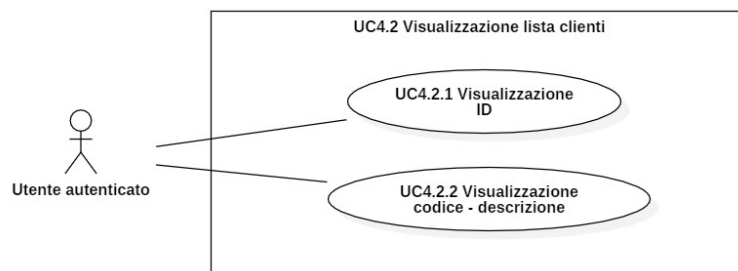 UC4.2 Visualizzazione lista clienti
UC4.2.1 Visualizzazione
ID
Utente autenticato
UC4.2.2 Visualizzazione
codice - descrizione